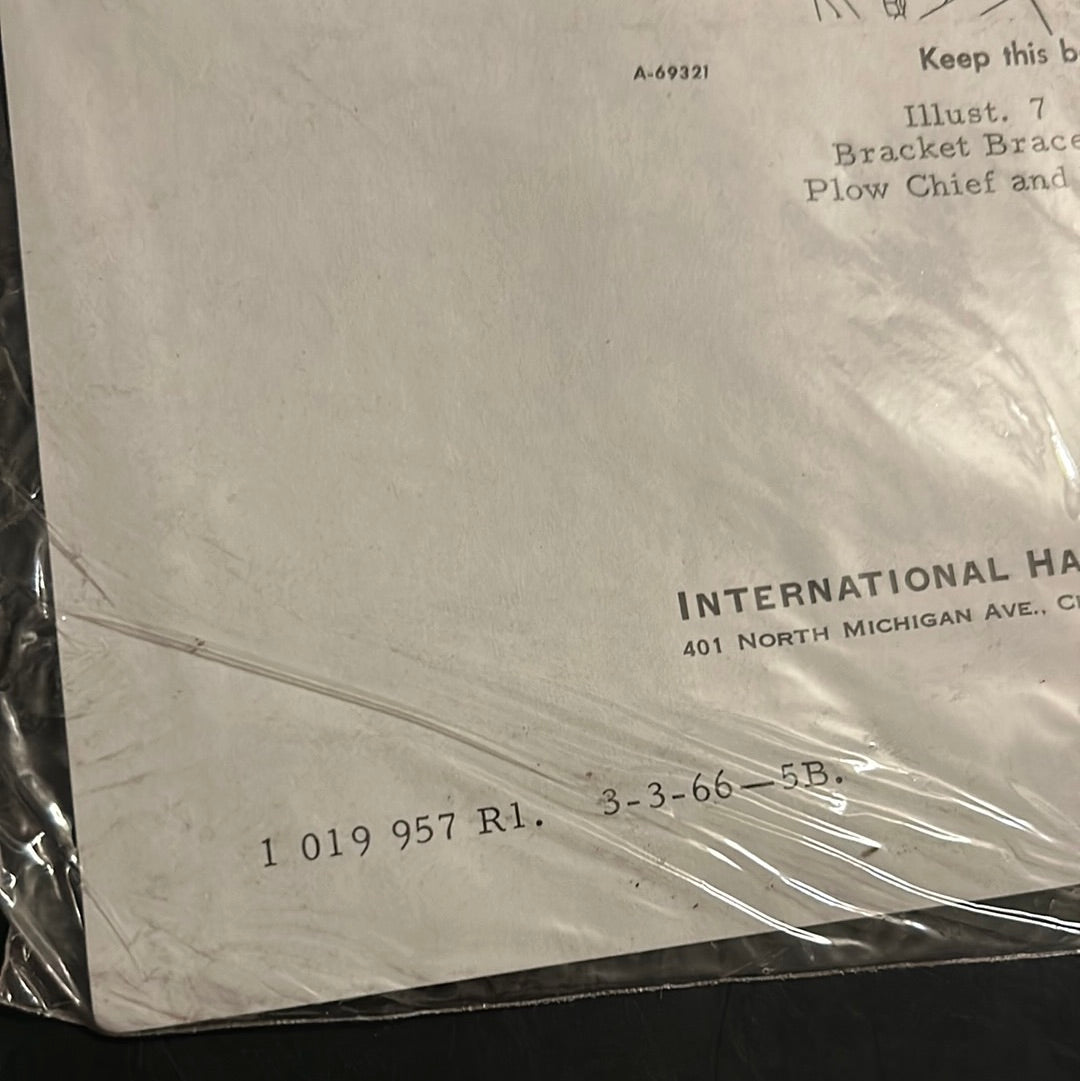 Keep this b
A-69321
Illust. 7
Bracket Brace
Plow Chief and
INTERNATIONAL HA
401 NORTH MICHIGAN AVE., CH
1 019 957 R1. 3-3-66—5B.